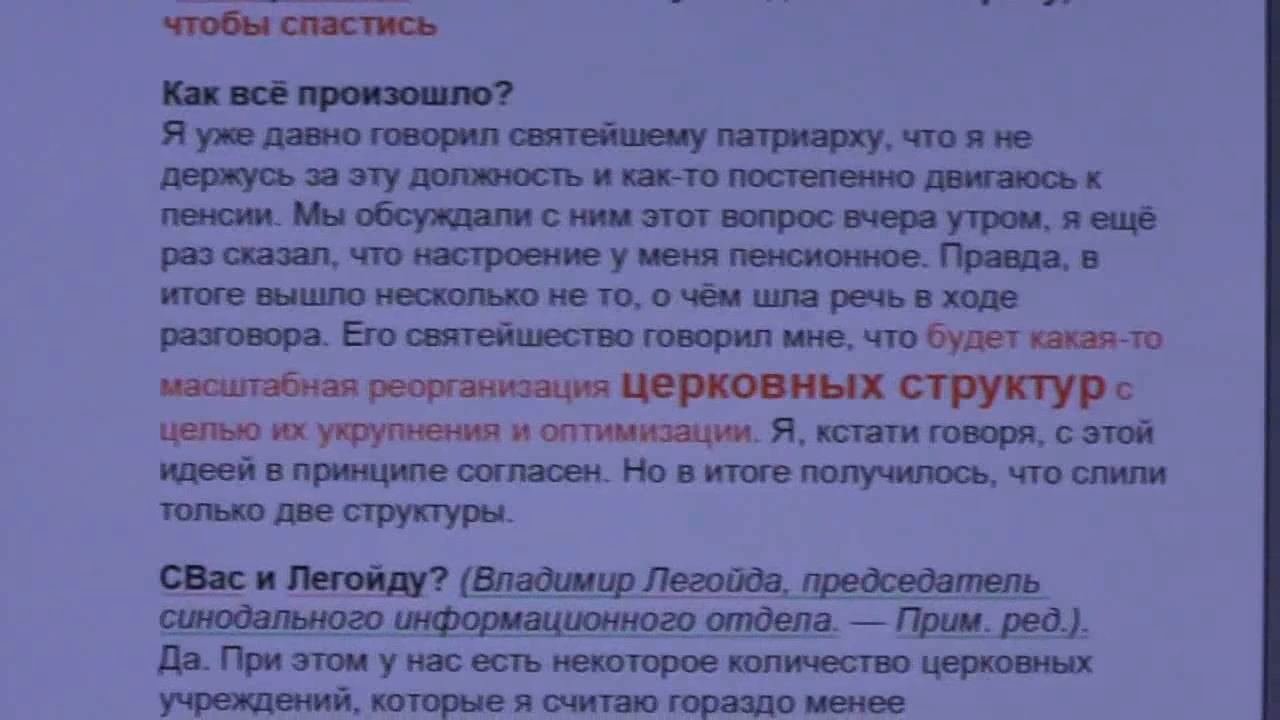 чтобы спастись
Как всё произошло?
Я уже давно говорил святейшему патриарху, что я не
держусь за эту должность и как-то постепенно двигаюсь к
пенсии. Мы обсуждали с ним этот вопрос вчера утром, я ещё
раз сказал, что настроение у меня пенсионное. Правда, в
итоге вышло несколько не то, о чём шла речь в ходе
разговора. Его святейшество говорил мне, что будет какая-то
масштабная реорганизация церковных структур с
целью их укрупнения и оптимизации. Я, кстати говоря, с этой
идеей в принципе согласен. Но в итоге получилось, что слили
только две структуры.
СВас и Легойду? (Владимир Легойда, председатель
синодального информационного отдела. — Прим. ред.).
Да. При этом у нас есть некоторое количество церковных
учреждений, которые я считаю гораздо менее